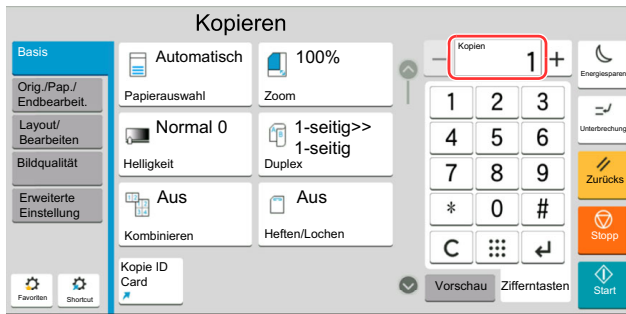 Kopieren
Basis
Orig./Pap./
Endbearbeit.
Layout/
Bearbeiten
Bildqualität
Erweiterte
Einstellung
Favoriten
Shortcut
Automatisch
Papierauswahl
100%
Zoom
Normal 0
Helligkeit
1-seitig>>
1-seitig
Duplex
Aus
Kombinieren
Aus
Heften/Lochen
Kopie ID
Card
Kopien
− 1 +
1 2 3
4 5 6
7 8 9
* 0 #
C
Vorschau
Zifferntasten
Energiesparen
Unterbrechung
Zurücks
Stopp
Start